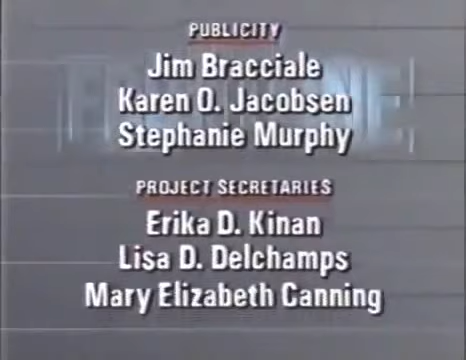 PUBLICITY
Jim Bracciale
Karen O. Jacobsen
Stephanie Murphy
PROJECT SECRETARIES
Erika D. Kinan
Lisa D. Delchamps
Mary Elizabeth Canning